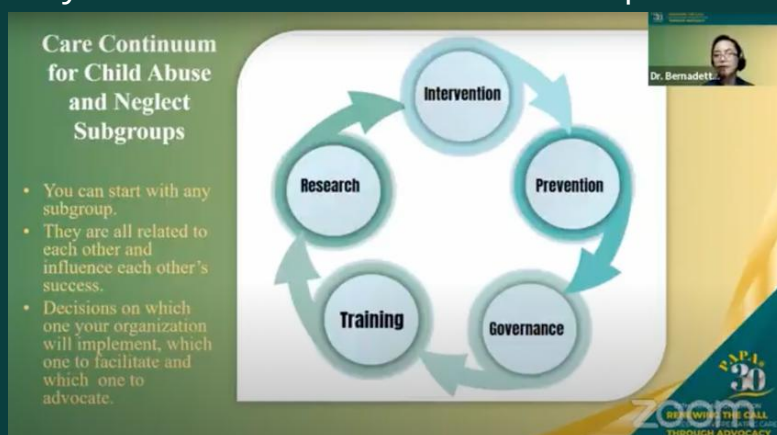 Care Continuum
for Child Abuse
and Neglect
Subgroups
• You can start with any
subgroup.
• They are all related to
each other and
influence each other's
success.
• Decisions on which
one your organization
will implement, which
one to facilitate and
which one to
advocate.
Intervention
Prevention
Governance
Training
Research
Dr. Bernadett...
30
zoom
RENEWING THE CALL
THROUGH ADVOCACY